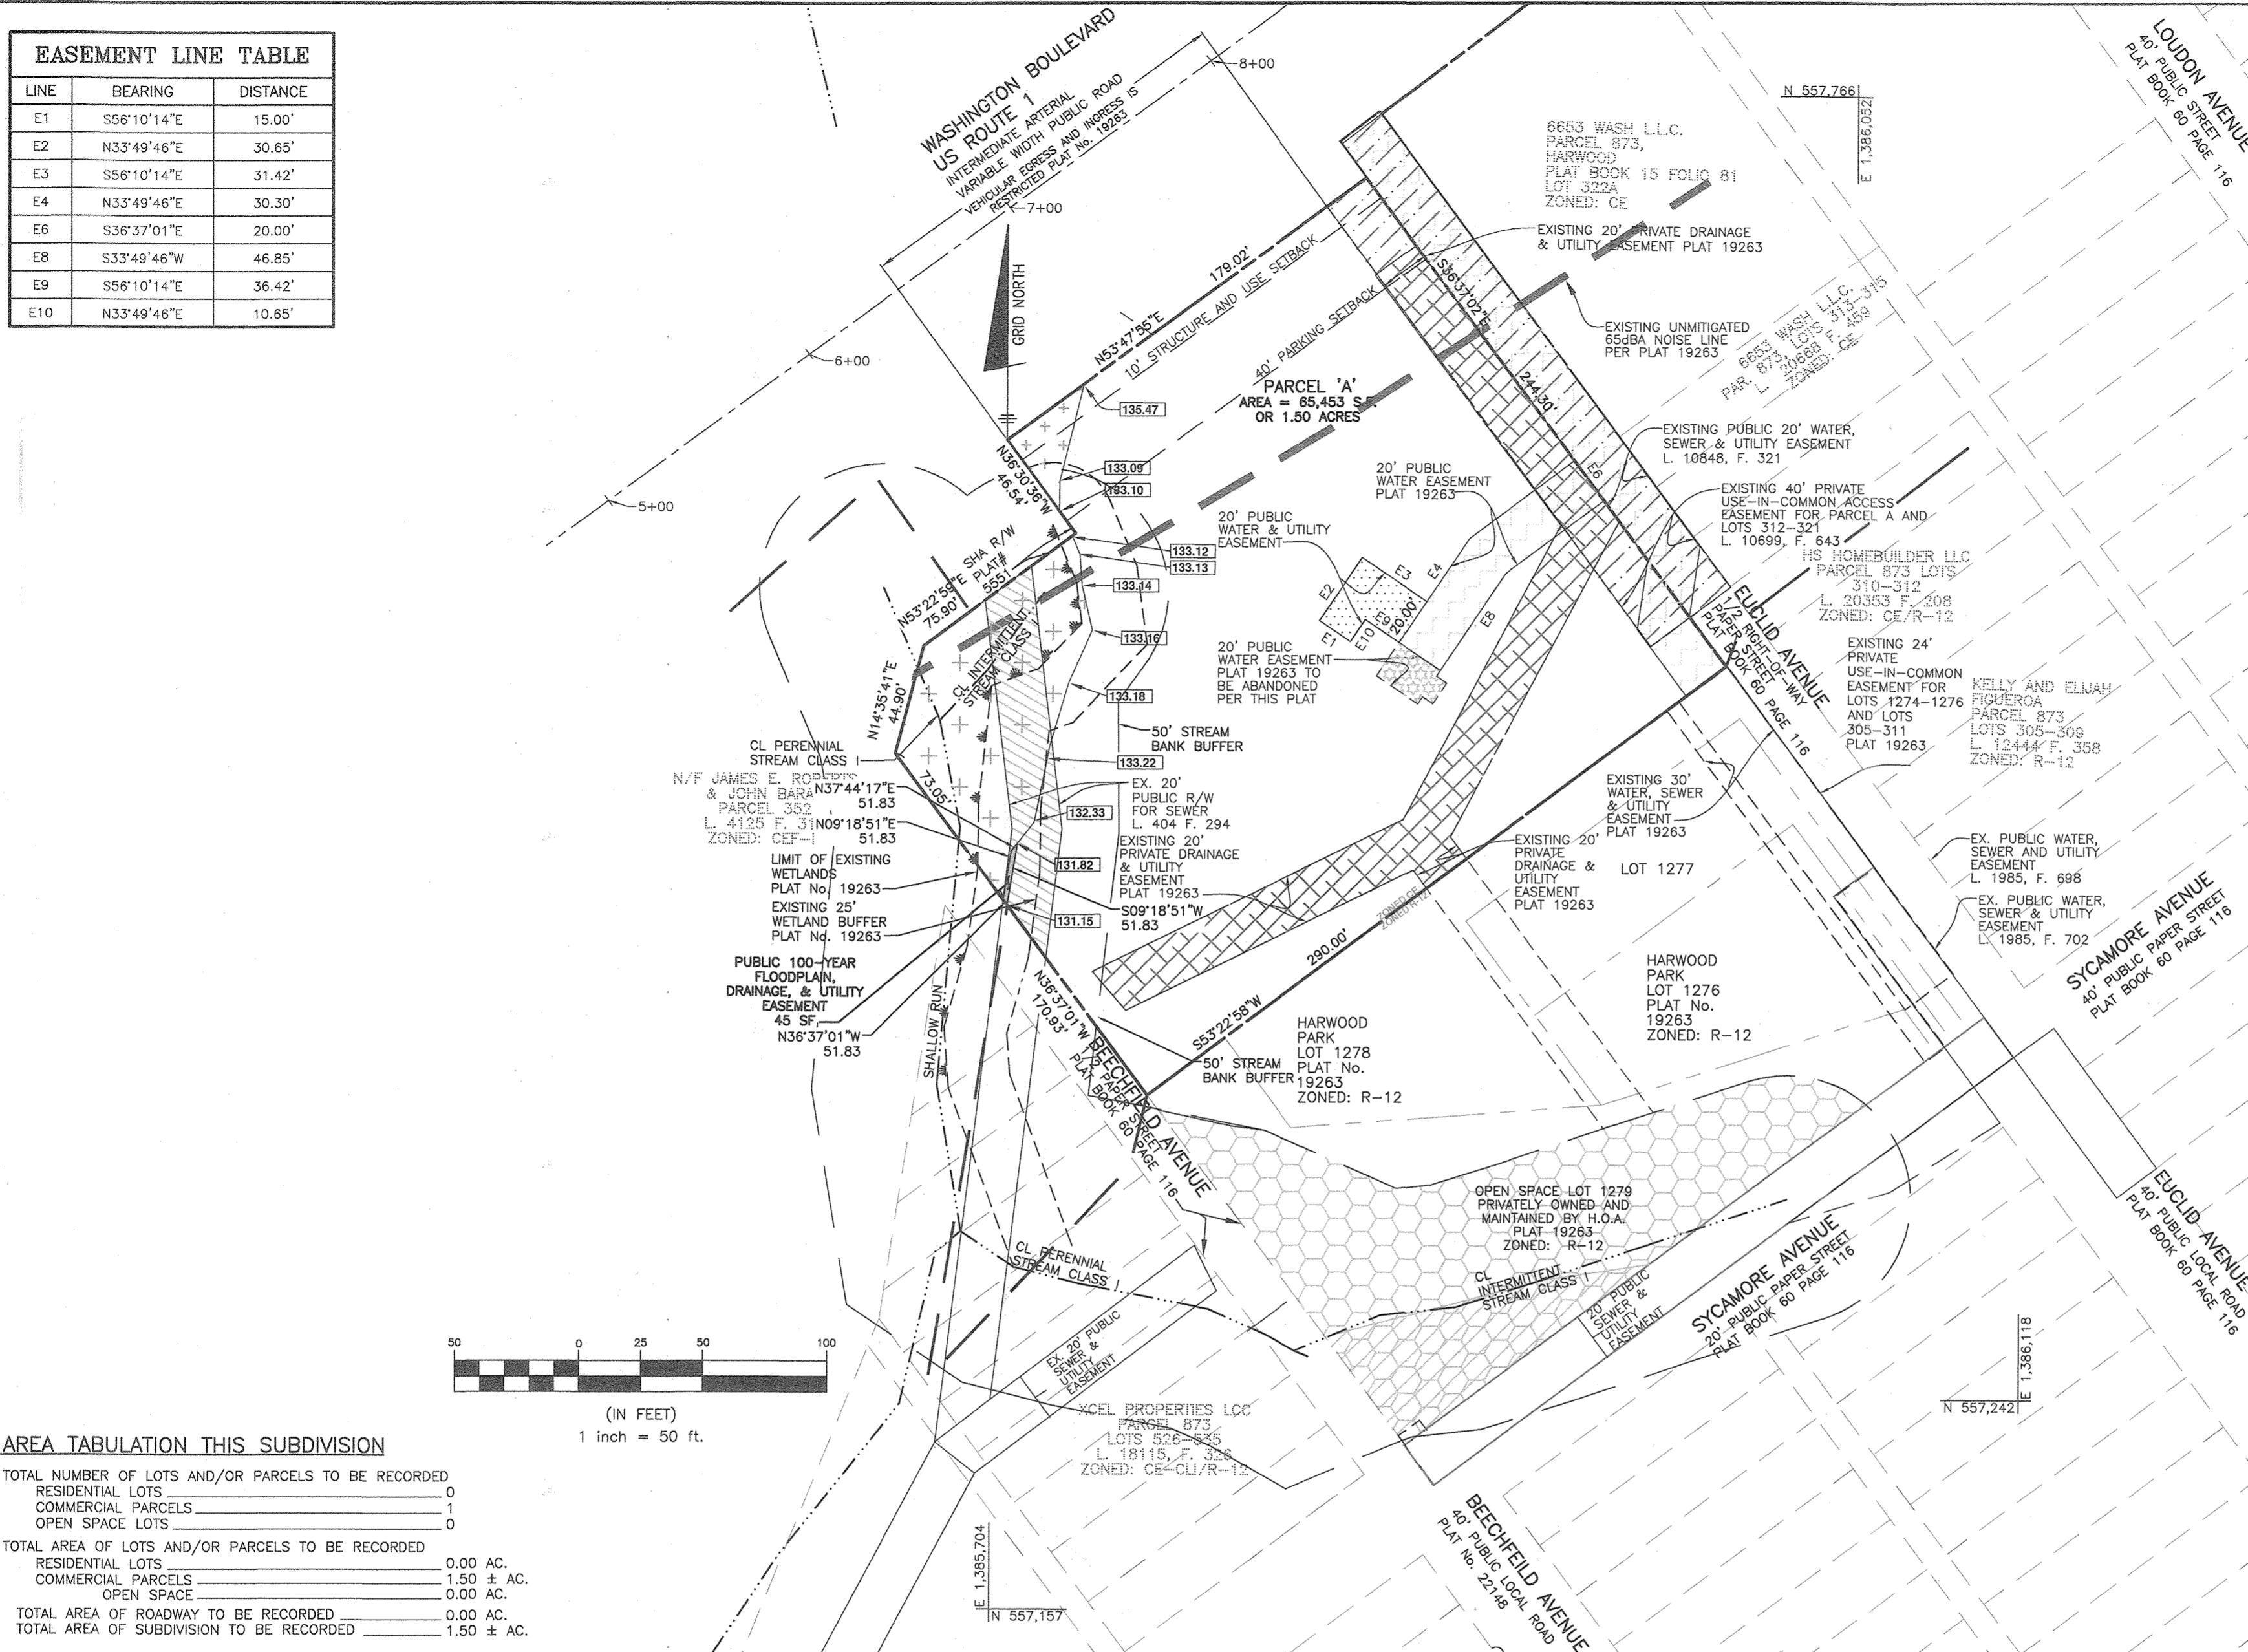 EASEMENT LINE TABLE
LINE BEARING DISTANCE
E1 S56°10'14"E 15.00'
E2 N33°49'46"E 30.65'
E3 S56°10'14"E 31.42'
E4 N33°49'46"E 30.30'
E6 S36°37'01"E 20.00'
E8 S33°49'46"W 46.85'
E9 S56°10'14"E 36.42'
E10 N33°49'46"E 10.65'
WASHINGTON BOULEVARD
US ROUTE 1
INTERMEDIATE ARTERIAL
VARIABLE WIDTH PUBLIC ROAD
VEHICULAR EGRESS AND INGRESS IS
RESTRICTED PLAT No. 19263
8+00
7+00
6+00
5+00
GRID NORTH
N 557,766
E 1,386,052
LOUDON AVENUE
40' PUBLIC STREET
PLAT BOOK 60 PAGE 116
6653 WASH L.L.C.
PARCEL 873,
HARWOOD
PLAT BOOK 15 FOLIO 81
LOT 322A
ZONED: CE
EXISTING 20' PRIVATE DRAINAGE
& UTILITY EASEMENT PLAT 19263
EXISTING UNMITIGATED
65dBA NOISE LINE
PER PLAT 19263
6653 WASH L.L.C.
PAR. 873, LOTS 313-315
L. 20668 F. 459
ZONED: CE
N53°47'55"E
179.02'
10' STRUCTURE AND USE SETBACK
40' PARKING SETBACK
S36°37'02"E
244.30'
PARCEL 'A'
AREA = 65,453 S.F.
OR 1.50 ACRES
135.47
133.09
133.10
133.12
133.13
133.14
133.16
133.18
133.22
132.33
131.82
131.15
N36°30'36"W
46.54'
N53°22'59"E
75.90'
SHA R/W
PLAT#
5551
N14°35'41"E
44.90'
CL INTERMITTENT
STREAM CLASS I
73.05'
20' PUBLIC
WATER EASEMENT
PLAT 19263
20' PUBLIC
WATER & UTILITY
EASEMENT
E2
E3
E1
E10
E9
20.00'
E4
E8
E6
20' PUBLIC
WATER EASEMENT
PLAT 19263 TO
BE ABANDONED
PER THIS PLAT
EXISTING PUBLIC 20' WATER,
SEWER & UTILITY EASEMENT
L. 10848, F. 321
EXISTING 40' PRIVATE
USE-IN-COMMON ACCESS
EASEMENT FOR PARCEL A AND
LOTS 312-321
L. 10699, F. 643
HS HOMEBUILDER LLC
PARCEL 873 LOTS
310-312
L. 20353 F. 208
ZONED: CE/R-12
EUCLID AVENUE
1/2 RIGHT-OF-WAY
PAPER STREET
PLAT BOOK 60 PAGE 116
EXISTING 24'
PRIVATE
USE-IN-COMMON
EASEMENT FOR
LOTS 1274-1276
AND LOTS
305-311
PLAT 19263
KELLY AND ELIJAH
FIGUEROA
PARCEL 873
LOTS 305-309
L. 12444 F. 358
ZONED: R-12
CL PERENNIAL
STREAM CLASS I
N/F JAMES E. ROBERTS
& JOHN BARA
PARCEL 352
L. 4125 F. 31
ZONED: CEF-
N37°44'17"E
51.83
N09°18'51"E
51.83
LIMIT OF EXISTING
WETLANDS
PLAT No. 19263
EXISTING 25'
WETLAND BUFFER
PLAT No. 19263
PUBLIC 100-YEAR
FLOODPLAIN,
DRAINAGE, & UTILITY
EASEMENT
45 SF
N36°37'01"W
51.83
50' STREAM
BANK BUFFER
EX. 20'
PUBLIC R/W
FOR SEWER
L. 404 F. 294
EXISTING 20'
PRIVATE DRAINAGE
& UTILITY
EASEMENT
PLAT 19263
S09°18'51"W
51.83
EXISTING 30'
WATER, SEWER
& UTILITY
EASEMENT
PLAT 19263
EXISTING 20'
PRIVATE
DRAINAGE &
UTILITY
EASEMENT
PLAT 19263
LOT 1277
ZONED CE
ZONED R-12
290.00'
S53°22'58"W
EX. PUBLIC WATER,
SEWER AND UTILITY
EASEMENT
L. 1985, F. 698
EX. PUBLIC WATER,
SEWER & UTILITY
EASEMENT
L. 1985, F. 702
SYCAMORE AVENUE
40' PUBLIC PAPER STREET
PLAT BOOK 60 PAGE 116
HARWOOD
PARK
LOT 1276
PLAT No.
19263
ZONED: R-12
HARWOOD
PARK
LOT 1278
PLAT No.
19263
ZONED: R-12
50' STREAM
BANK BUFFER
SHALLOW RUN
N36°37'01"W
170.93'
BEECHFIELD AVENUE
1/2 PAPER STREET
PLAT BOOK 60 PAGE 116
OPEN SPACE LOT 1279
PRIVATELY OWNED AND
MAINTAINED BY H.O.A.
PLAT 19263
ZONED: R-12
CL PERENNIAL
STREAM CLASS I
CL
INTERMITTENT
STREAM CLASS I
20' PUBLIC
SEWER &
UTILITY
EASEMENT
SYCAMORE AVENUE
20' PUBLIC PAPER STREET
PLAT BOOK 60 PAGE 116
EUCLID AVENUE
40' PUBLIC LOCAL ROAD
PLAT BOOK 60 PAGE 116
EX. 20' PUBLIC
SEWER &
UTILITY
EASEMENT
XCEL PROPERTIES LCC
PARCEL 873
LOTS 526-535
L. 18115, F. 326
ZONED: CE-CLI/R-12
E 1,386,118
N 557,242
E 1,385,704
N 557,157
BEECHFEILD AVENUE
40' PUBLIC LOCAL ROAD
PLAT No. 22148
50 0 25 50 100
(IN FEET)
1 inch = 50 ft.
AREA TABULATION THIS SUBDIVISION
TOTAL NUMBER OF LOTS AND/OR PARCELS TO BE RECORDED
RESIDENTIAL LOTS 0
COMMERCIAL PARCELS 1
OPEN SPACE LOTS 0
TOTAL AREA OF LOTS AND/OR PARCELS TO BE RECORDED
RESIDENTIAL LOTS 0.00 AC.
COMMERCIAL PARCELS 1.50 ± AC.
OPEN SPACE 0.00 AC.
TOTAL AREA OF ROADWAY TO BE RECORDED 0.00 AC.
TOTAL AREA OF SUBDIVISION TO BE RECORDED 1.50 ± AC.